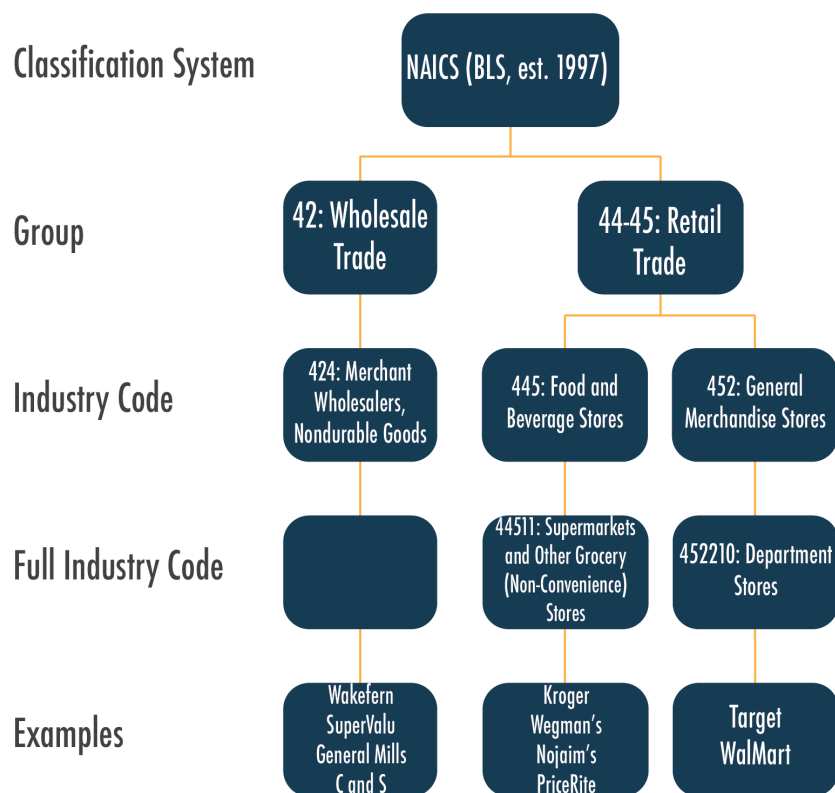 Classification System
NAICS (BLS, est. 1997)
Group
42: Wholesale
Trade
44-45: Retail
Trade
Industry Code
424: Merchant
Wholesalers,
Nondurable Goods
445: Food and
Beverage Stores
452: General
Merchandise Stores
Full Industry Code
44511: Supermarkets
and Other Grocery
(Non-Convenience)
Stores
452210: Department
Stores
Examples
Wakefern
SuperValu
General Mills
C and S
Kroger
Wegman’s
Nojaim’s
PriceRite
Target
WalMart